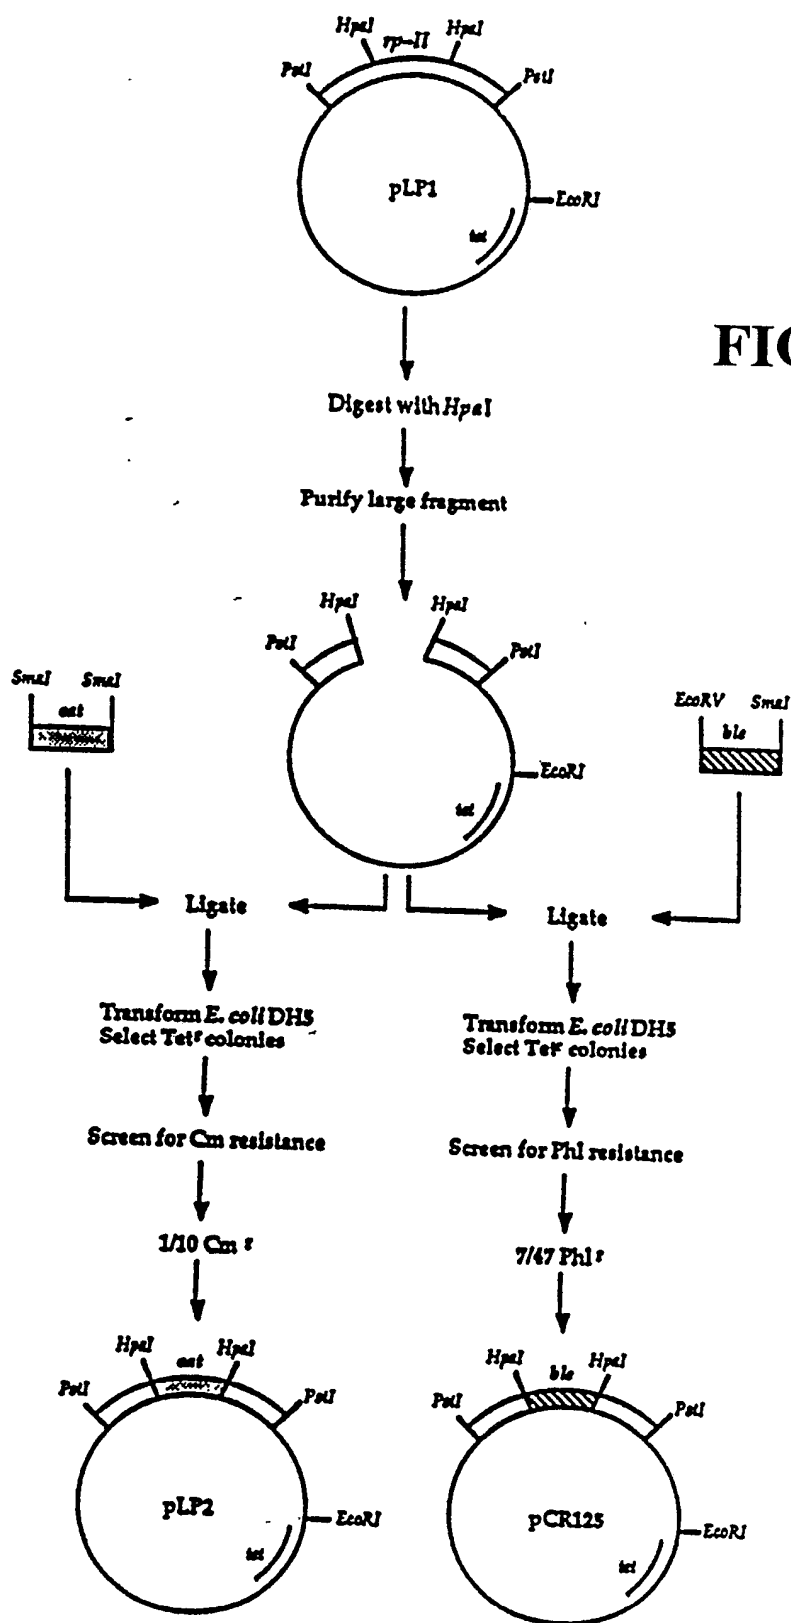 HpaI HpaI
rp-II
PstI PstI
pLP1
EcoRI
tet
FIG
Digest with HpaI
Purify large fragment
HpaI HpaI
PstI PstI
SmaI SmaI
cat
EcoRV SmaI
ble
EcoRI
tet
Ligate
Ligate
Transform E. coli DH5
Select Tetr colonies
Transform E. coli DH5
Select Tetr colonies
Screen for Cm resistance
Screen for Phl resistance
1/10 Cm r
7/47 Phl r
HpaI HpaI
cat
PstI PstI
pLP2
EcoRI
tet
HpaI HpaI
ble
PstI PstI
pCR125
EcoRI
tet